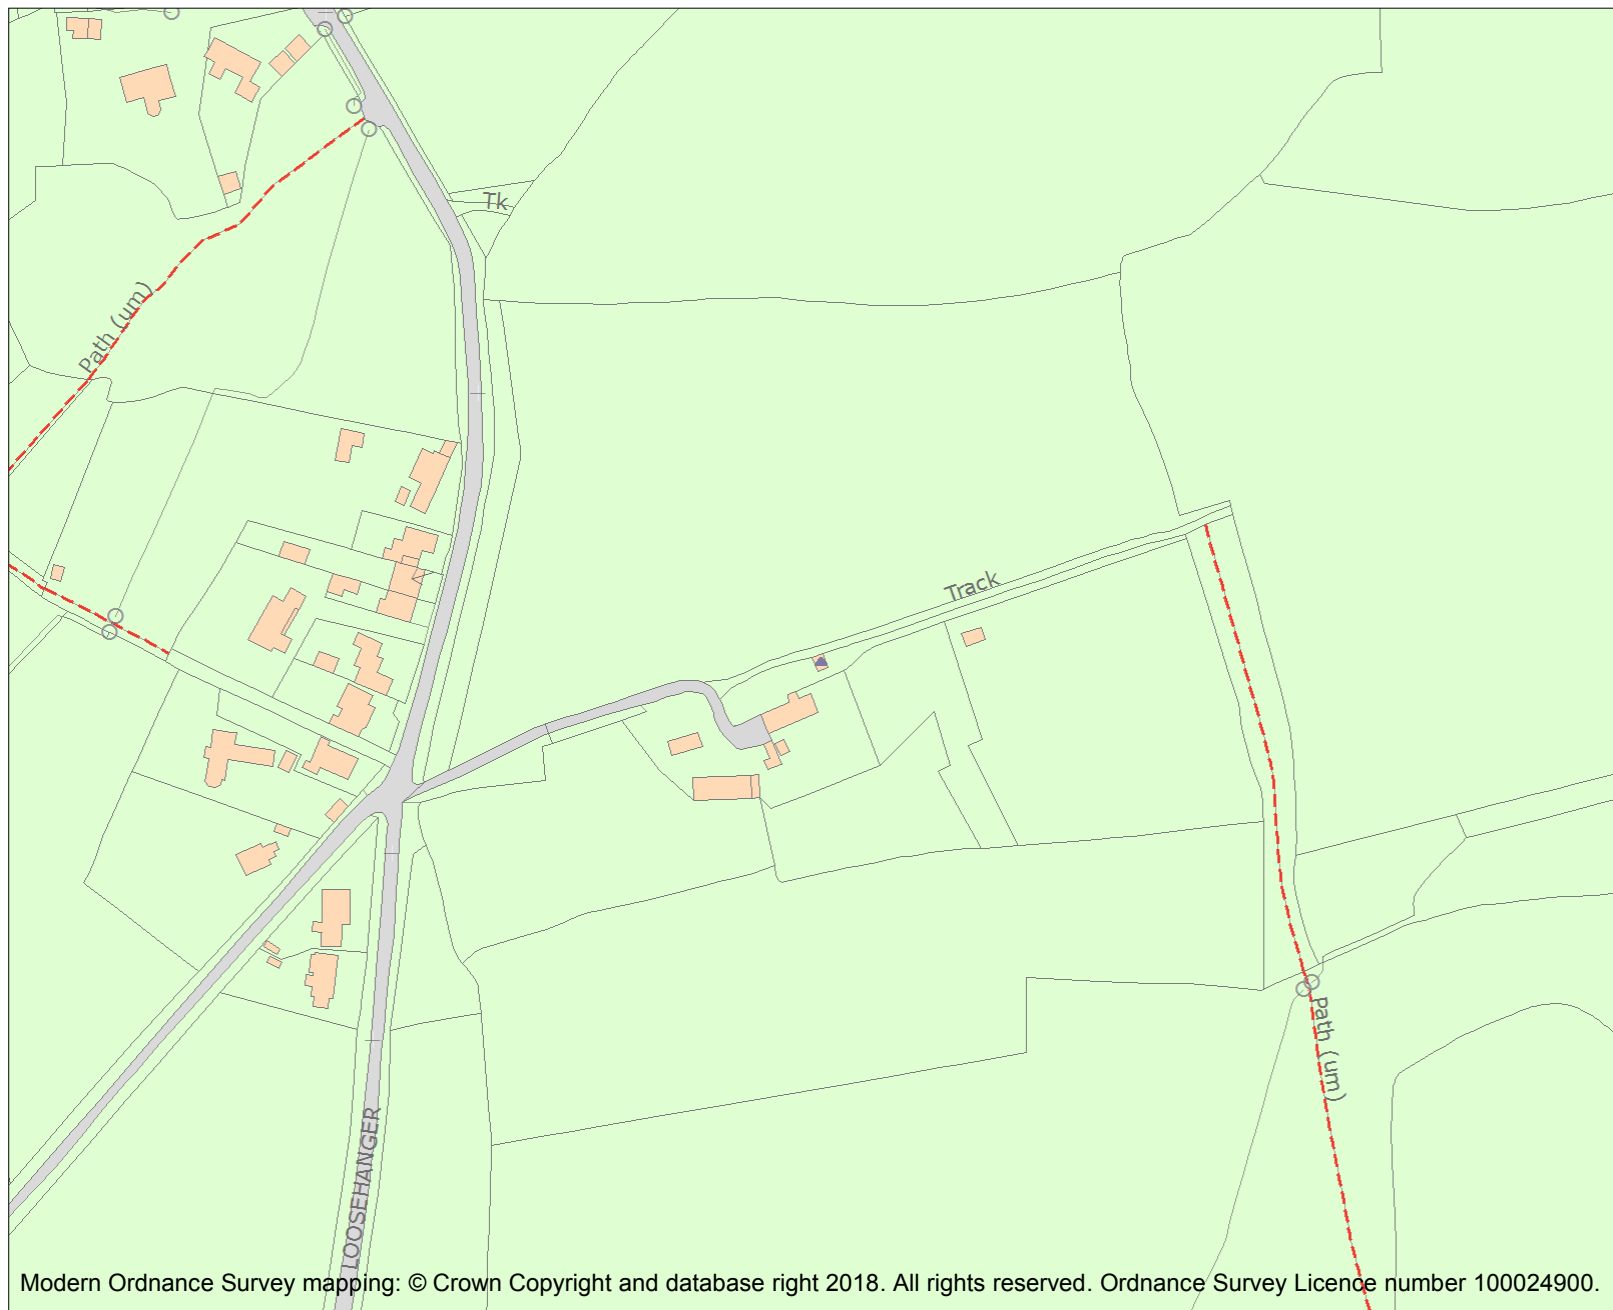 Tk
Path (um)
Track
Path (um)
LOOSEHANGER
Modern Ordnance Survey mapping: © Crown Copyright and database right 2018. All rights reserved. Ordnance Survey Licence number 100024900.